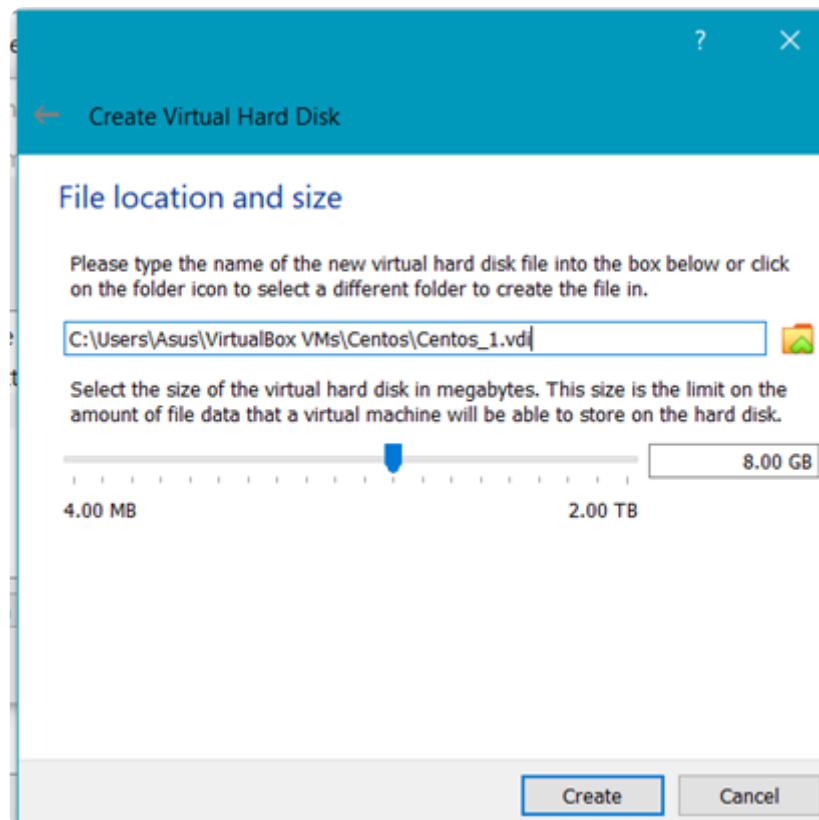 ?
Create Virtual Hard Disk
File location and size
Please type the name of the new virtual hard disk file into the box below or click
on the folder icon to select a different folder to create the file in.
C:\Users\Asus\VirtualBox VMs\Centos\Centos_1.vdi
Select the size of the virtual hard disk in megabytes. This size is the limit on the
amount of file data that a virtual machine will be able to store on the hard disk.
8.00 GB
4.00 MB 2.00 TB
Create Cancel